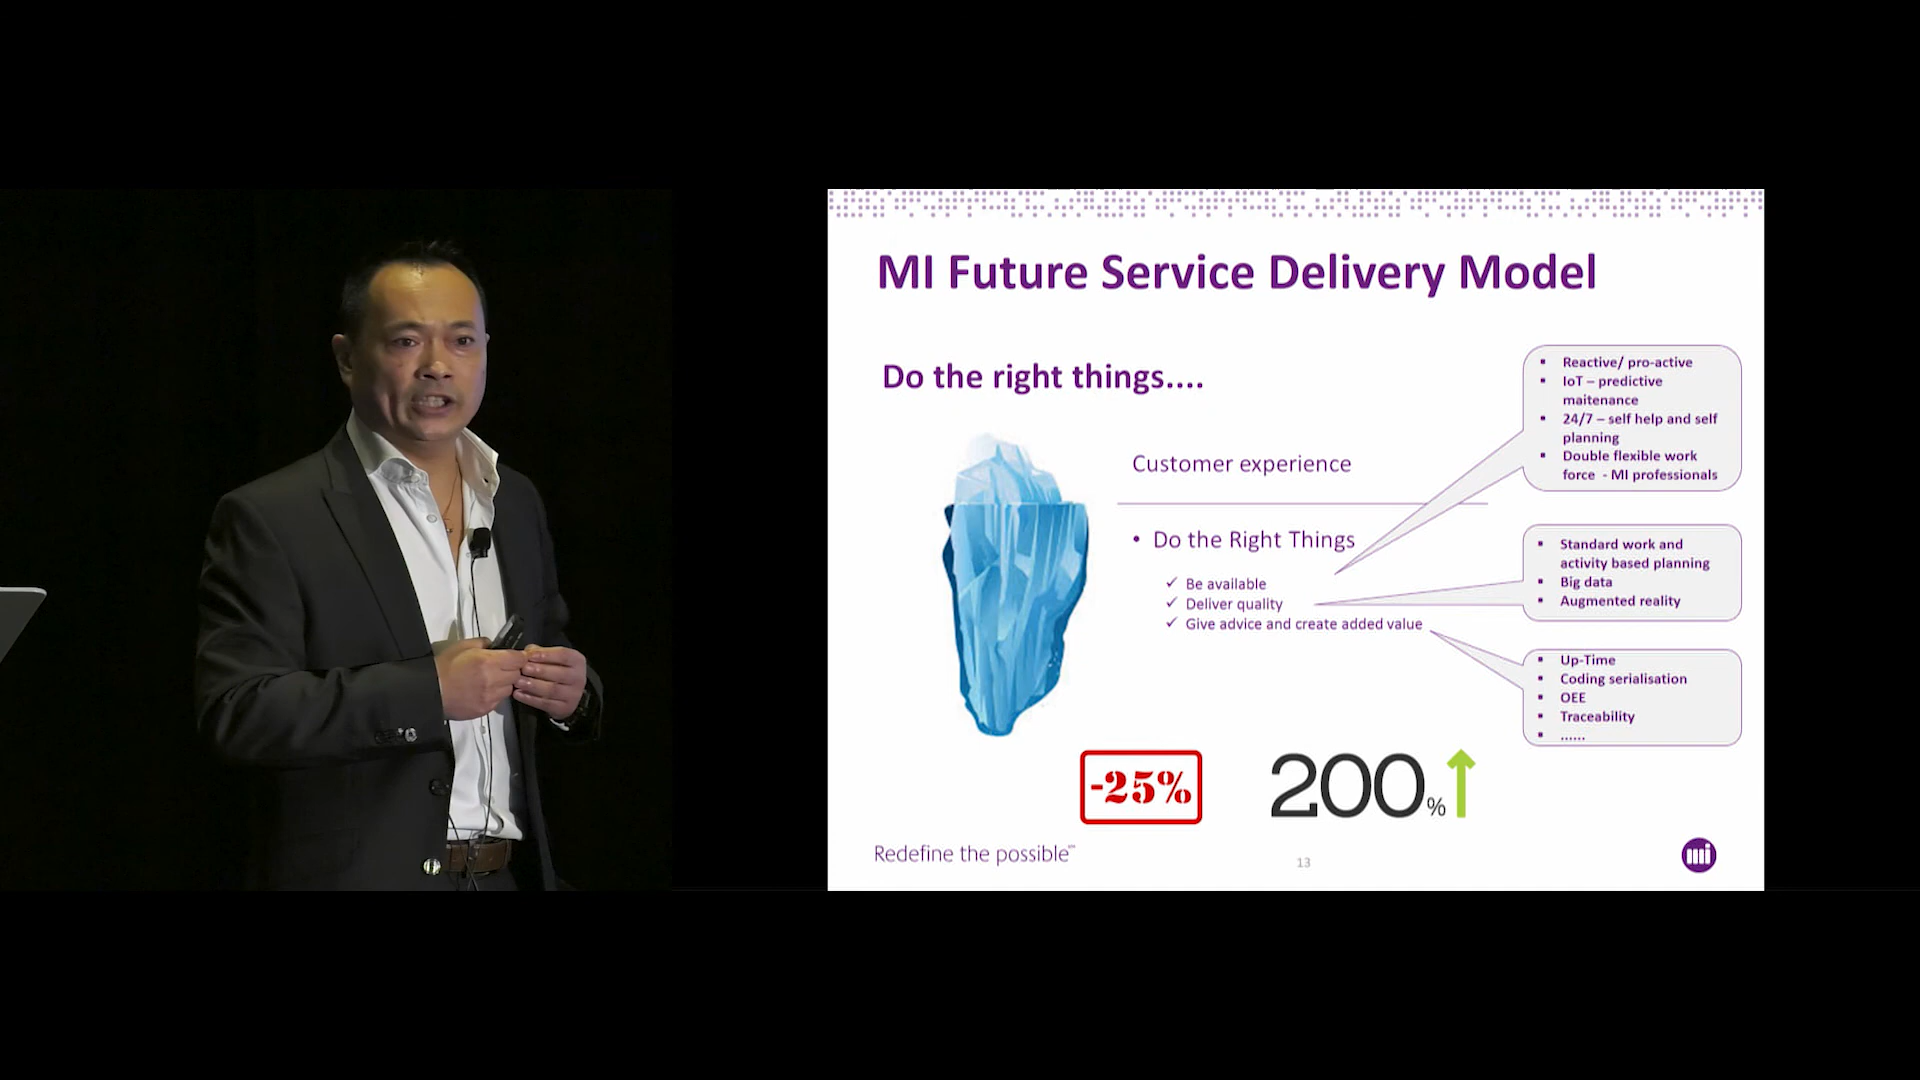 MI Future Service Delivery Model
Do the right things....
Customer experience
• Do the Right Things
✓ Be available
✓ Deliver quality
✓ Give advice and create added value
▪ Reactive/ pro-active
▪ IoT – predictive
maitenance
▪ 24/7 – self help and self
planning
▪ Double flexible work
force - MI professionals
▪ Standard work and
activity based planning
▪ Big data
▪ Augmented reality
▪ Up-Time
▪ Coding serialisation
▪ OEE
▪ Traceability
▪ ......
-25%
200%
Redefine the possible™
13
mi